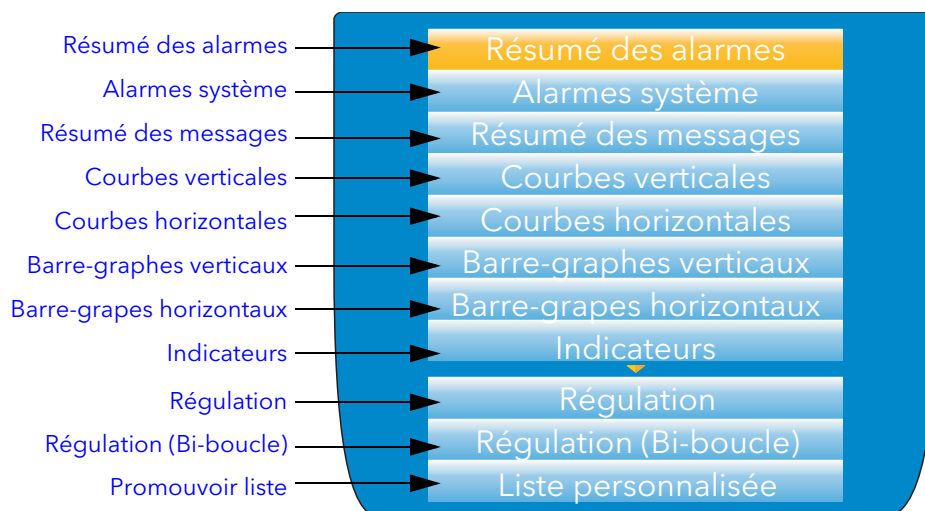 Résumé des alarmes Résumé des alarmes
Alarmes système Alarmes système
Résumé des messages Résumé des messages
Courbes verticales Courbes verticales
Courbes horizontales Courbes horizontales
Barre-graphes verticaux Barre-graphes verticaux
Barre-grapes horizontaux Barre-grapes horizontaux
Indicateurs Indicateurs
Régulation Régulation
Régulation (Bi-boucle) Régulation (Bi-boucle)
Promouvoir liste Liste personnalisée